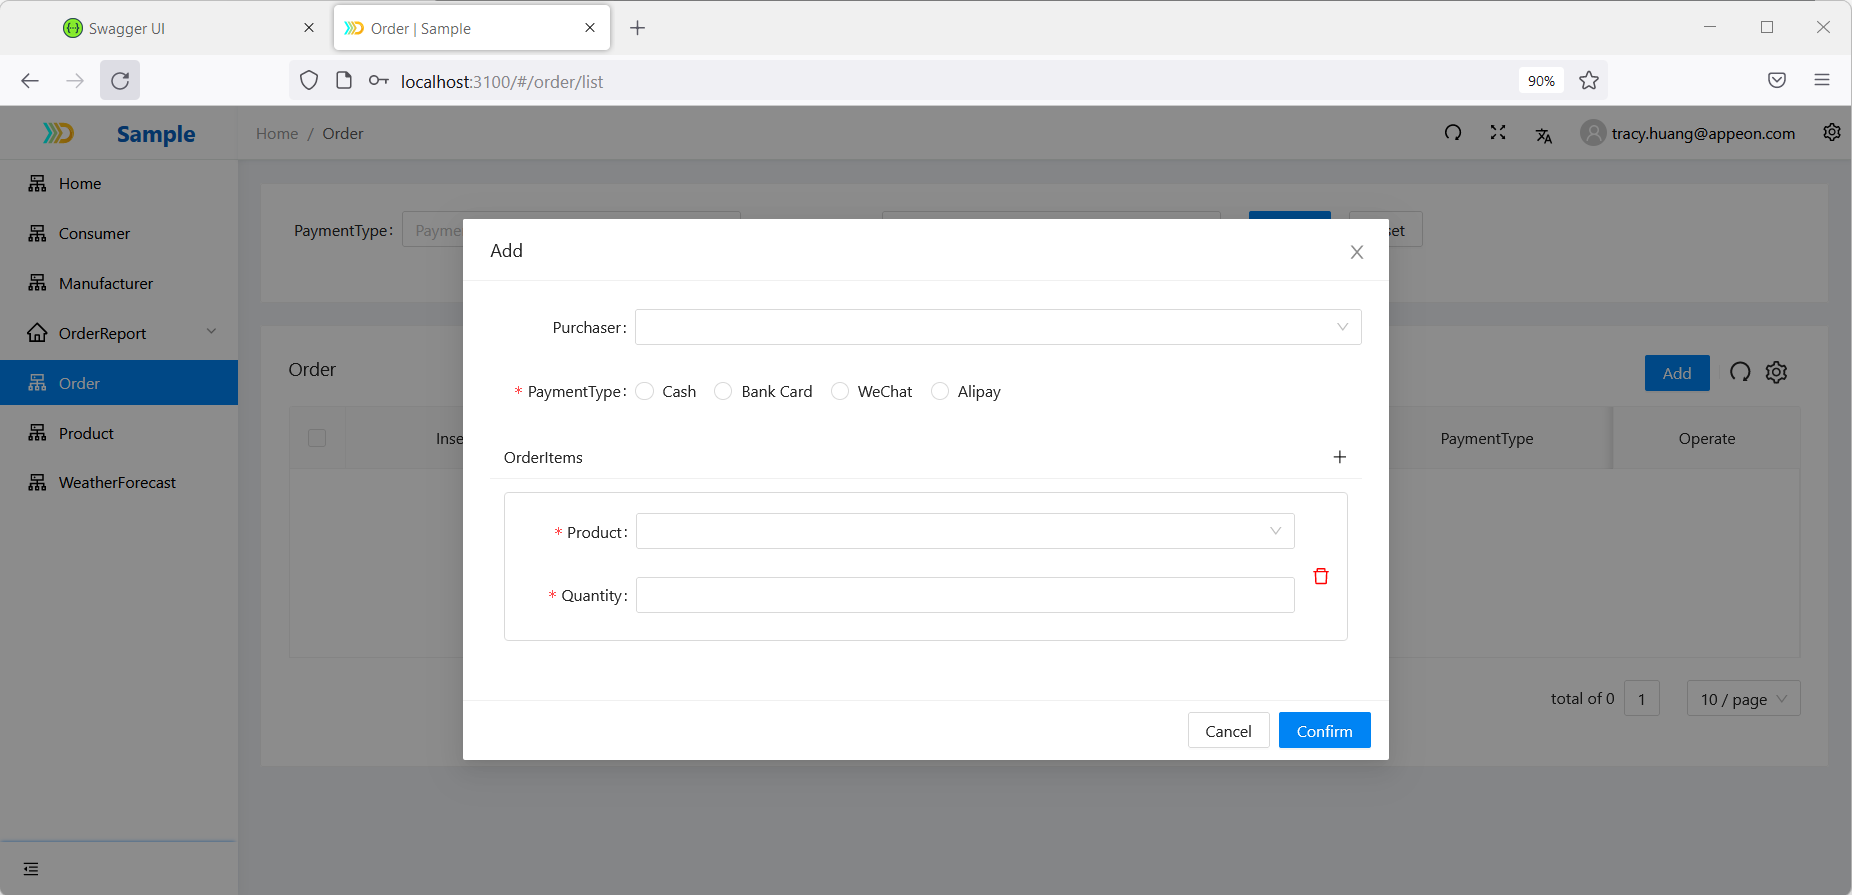 Swagger UI
Order | Sample
localhost:3100/#/order/list
90%
Sample
Home / Order
tracy.huang@appeon.com
Home
Consumer
Manufacturer
OrderReport
Order
Product
WeatherForecast
PaymentType:
Payme
set
Order
Add
Inse
PaymentType
Operate
total of 0
1
10 / page
Add
Purchaser:
* PaymentType:
Cash
Bank Card
WeChat
Alipay
OrderItems
* Product:
* Quantity:
Cancel
Confirm